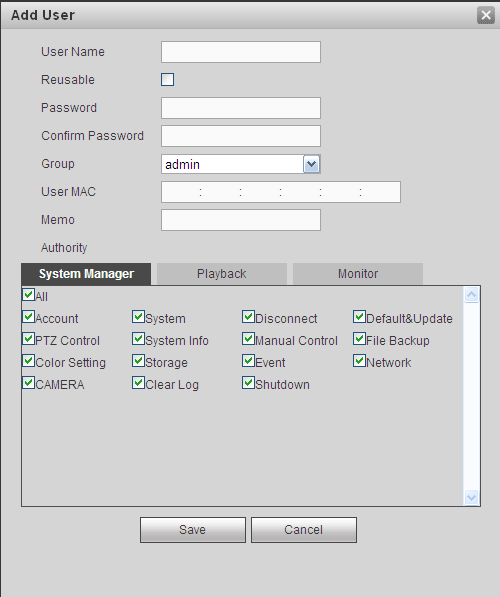 Add User
User Name
Reusable
Password
Confirm Password
Group admin
User MAC : : : : :
Memo
Authority
System Manager Playback Monitor
All
Account System Disconnect Default&Update
PTZ Control System Info Manual Control File Backup
Color Setting Storage Event Network
CAMERA Clear Log Shutdown
Save Cancel